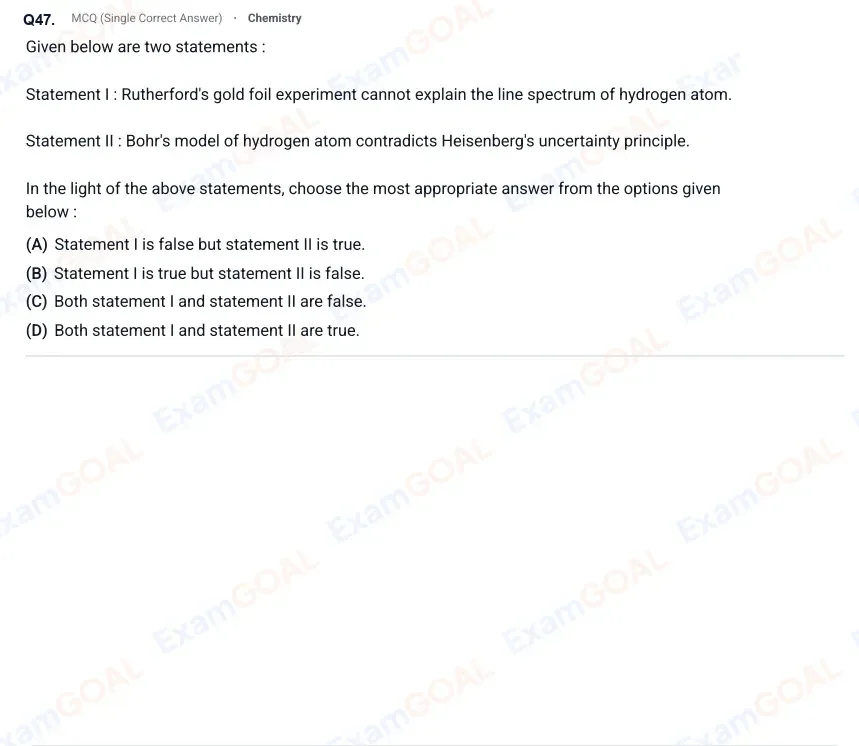 Q47. MCQ (Single Correct Answer) · Chemistry
Given below are two statements :
Statement I : Rutherford's gold foil experiment cannot explain the line spectrum of hydrogen atom.
Statement II : Bohr's model of hydrogen atom contradicts Heisenberg's uncertainty principle.
In the light of the above statements, choose the most appropriate answer from the options given
below :
(A) Statement I is false but statement II is true.
(B) Statement I is true but statement II is false.
(C) Both statement I and statement II are false.
(D) Both statement I and statement II are true.
ExamGOAL